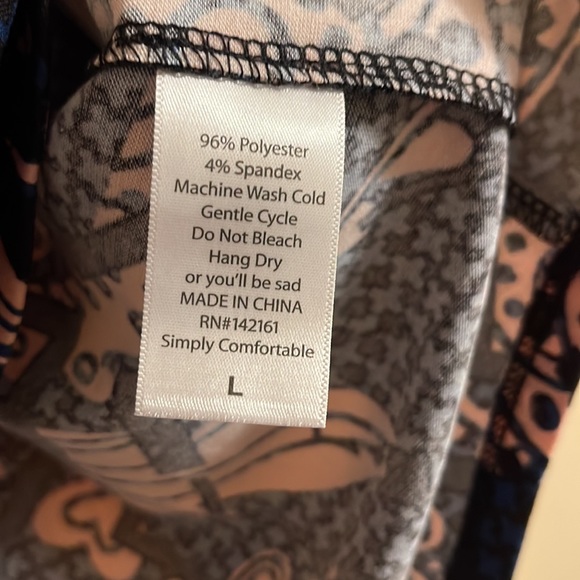 96% Polyester
4% Spandex
Machine Wash Cold
Gentle Cycle
Do Not Bleach
Hang Dry
or you'll be sad
MADE IN CHINA
RN#142161
Simply Comfortable
L